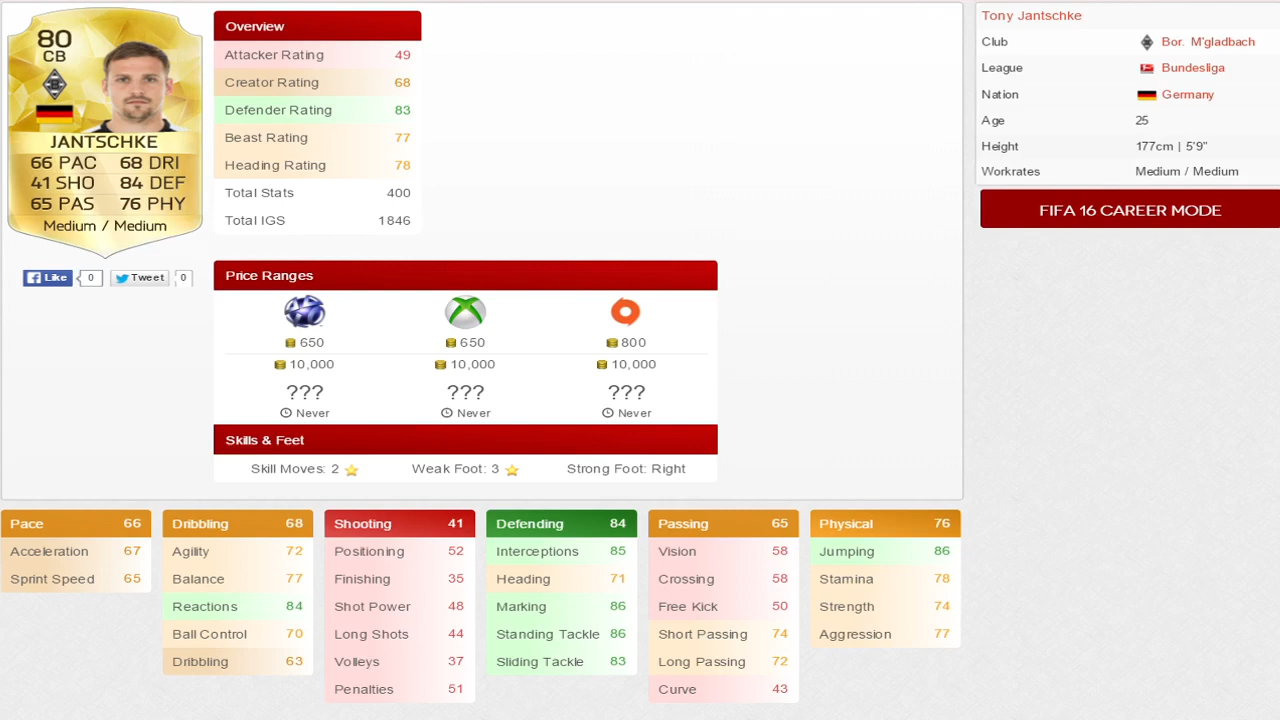 80
CB
JANTSCHKE
66 PAC 68 DRI
41 SHO 84 DEF
65 PAS 76 PHY
Medium / Medium
Like 0 Tweet 0
Overview
Attacker Rating 49
Creator Rating 68
Defender Rating 83
Beast Rating 77
Heading Rating 78
Total Stats 400
Total IGS 1846
Price Ranges
650 650 800
10,000 10,000 10,000
??? ??? ???
Never Never Never
Skills & Feet
Skill Moves: 2 Weak Foot: 3 Strong Foot: Right
Tony Jantschke
Club Bor. M'gladbach
League Bundesliga
Nation Germany
Age 25
Height 177cm | 5'9"
Workrates Medium / Medium
FIFA 16 CAREER MODE
Pace 66
Acceleration 67
Sprint Speed 65
Dribbling 68
Agility 72
Balance 77
Reactions 84
Ball Control 70
Dribbling 63
Shooting 41
Positioning 52
Finishing 35
Shot Power 48
Long Shots 44
Volleys 37
Penalties 51
Defending 84
Interceptions 85
Heading 71
Marking 86
Standing Tackle 86
Sliding Tackle 83
Passing 65
Vision 58
Crossing 58
Free Kick 50
Short Passing 74
Long Passing 72
Curve 43
Physical 76
Jumping 86
Stamina 78
Strength 74
Aggression 77